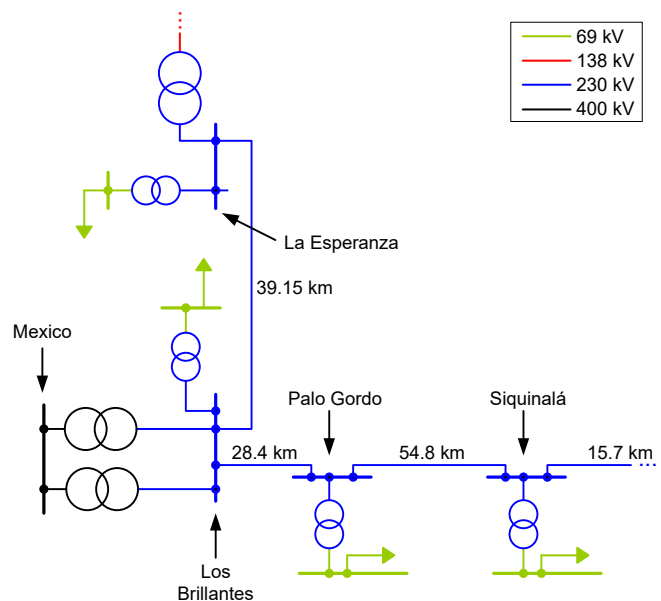 69 kV
138 kV
230 kV
400 kV
La Esperanza
39.15 km
Mexico
Palo Gordo
Siquinalá
28.4 km
54.8 km
15.7 km
Los
Brillantes